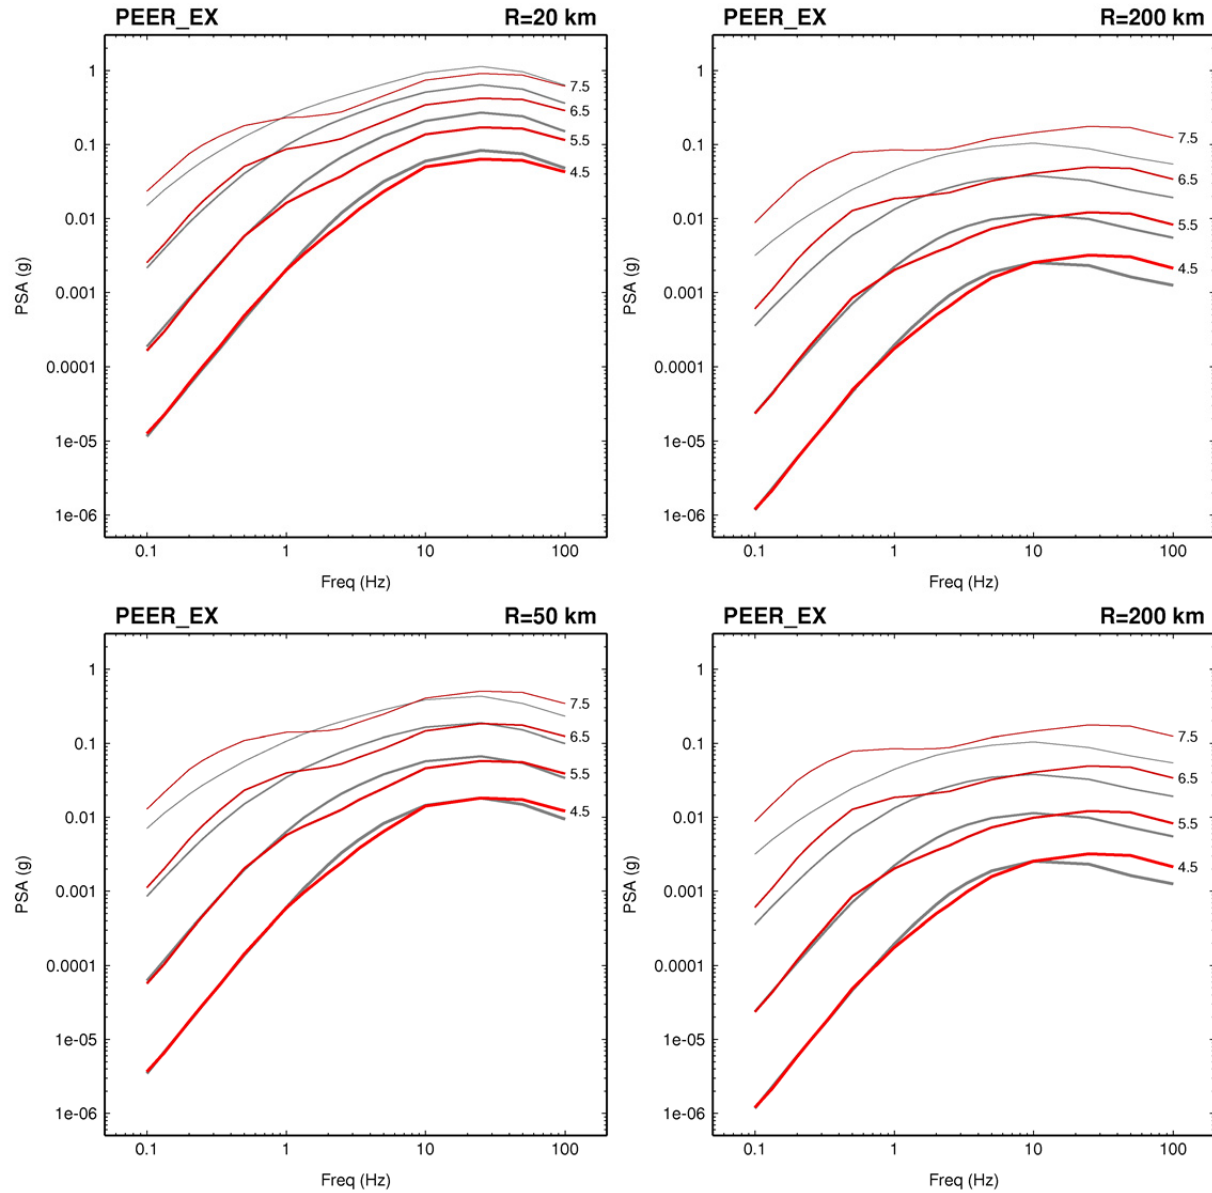 PEER_EX R=20 km
1
0.1
0.01
0.001
0.0001
1e-05
1e-06
PSA (g)
7.5
6.5
5.5
4.5
0.1 1 10 100
Freq (Hz)
PEER_EX R=200 km
1
0.1
0.01
0.001
0.0001
1e-05
1e-06
PSA (g)
7.5
6.5
5.5
4.5
0.1 1 10 100
Freq (Hz)
PEER_EX R=50 km
1
0.1
0.01
0.001
0.0001
1e-05
1e-06
PSA (g)
7.5
6.5
5.5
4.5
0.1 1 10 100
Freq (Hz)
PEER_EX R=200 km
1
0.1
0.01
0.001
0.0001
1e-05
1e-06
PSA (g)
7.5
6.5
5.5
4.5
0.1 1 10 100
Freq (Hz)